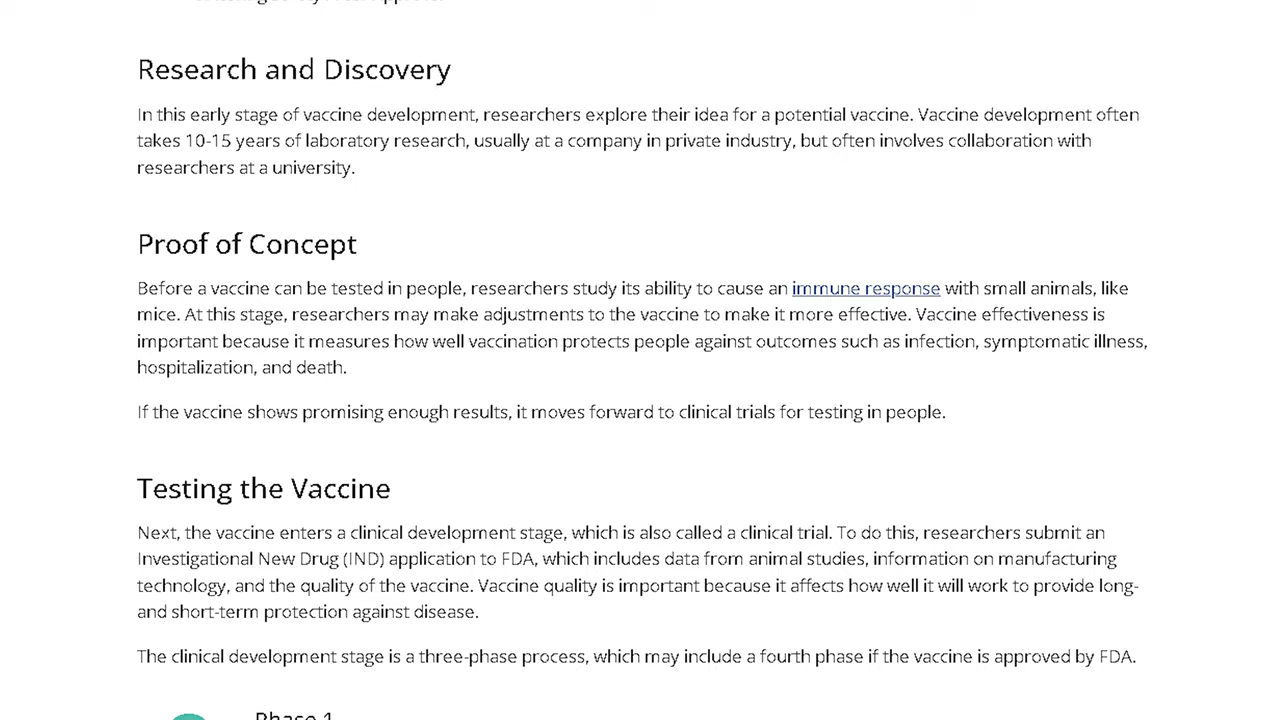 Research and Discovery
In this early stage of vaccine development, researchers explore their idea for a potential vaccine. Vaccine development often
takes 10-15 years of laboratory research, usually at a company in private industry, but often involves collaboration with
researchers at a university.
Proof of Concept
Before a vaccine can be tested in people, researchers study its ability to cause an immune response with small animals, like
mice. At this stage, researchers may make adjustments to the vaccine to make it more effective. Vaccine effectiveness is
important because it measures how well vaccination protects people against outcomes such as infection, symptomatic illness,
hospitalization, and death.
If the vaccine shows promising enough results, it moves forward to clinical trials for testing in people.
Testing the Vaccine
Next, the vaccine enters a clinical development stage, which is also called a clinical trial. To do this, researchers submit an
Investigational New Drug (IND) application to FDA, which includes data from animal studies, information on manufacturing
technology, and the quality of the vaccine. Vaccine quality is important because it affects how well it will work to provide long-
and short-term protection against disease.
The clinical development stage is a three-phase process, which may include a fourth phase if the vaccine is approved by FDA.
Phase 1